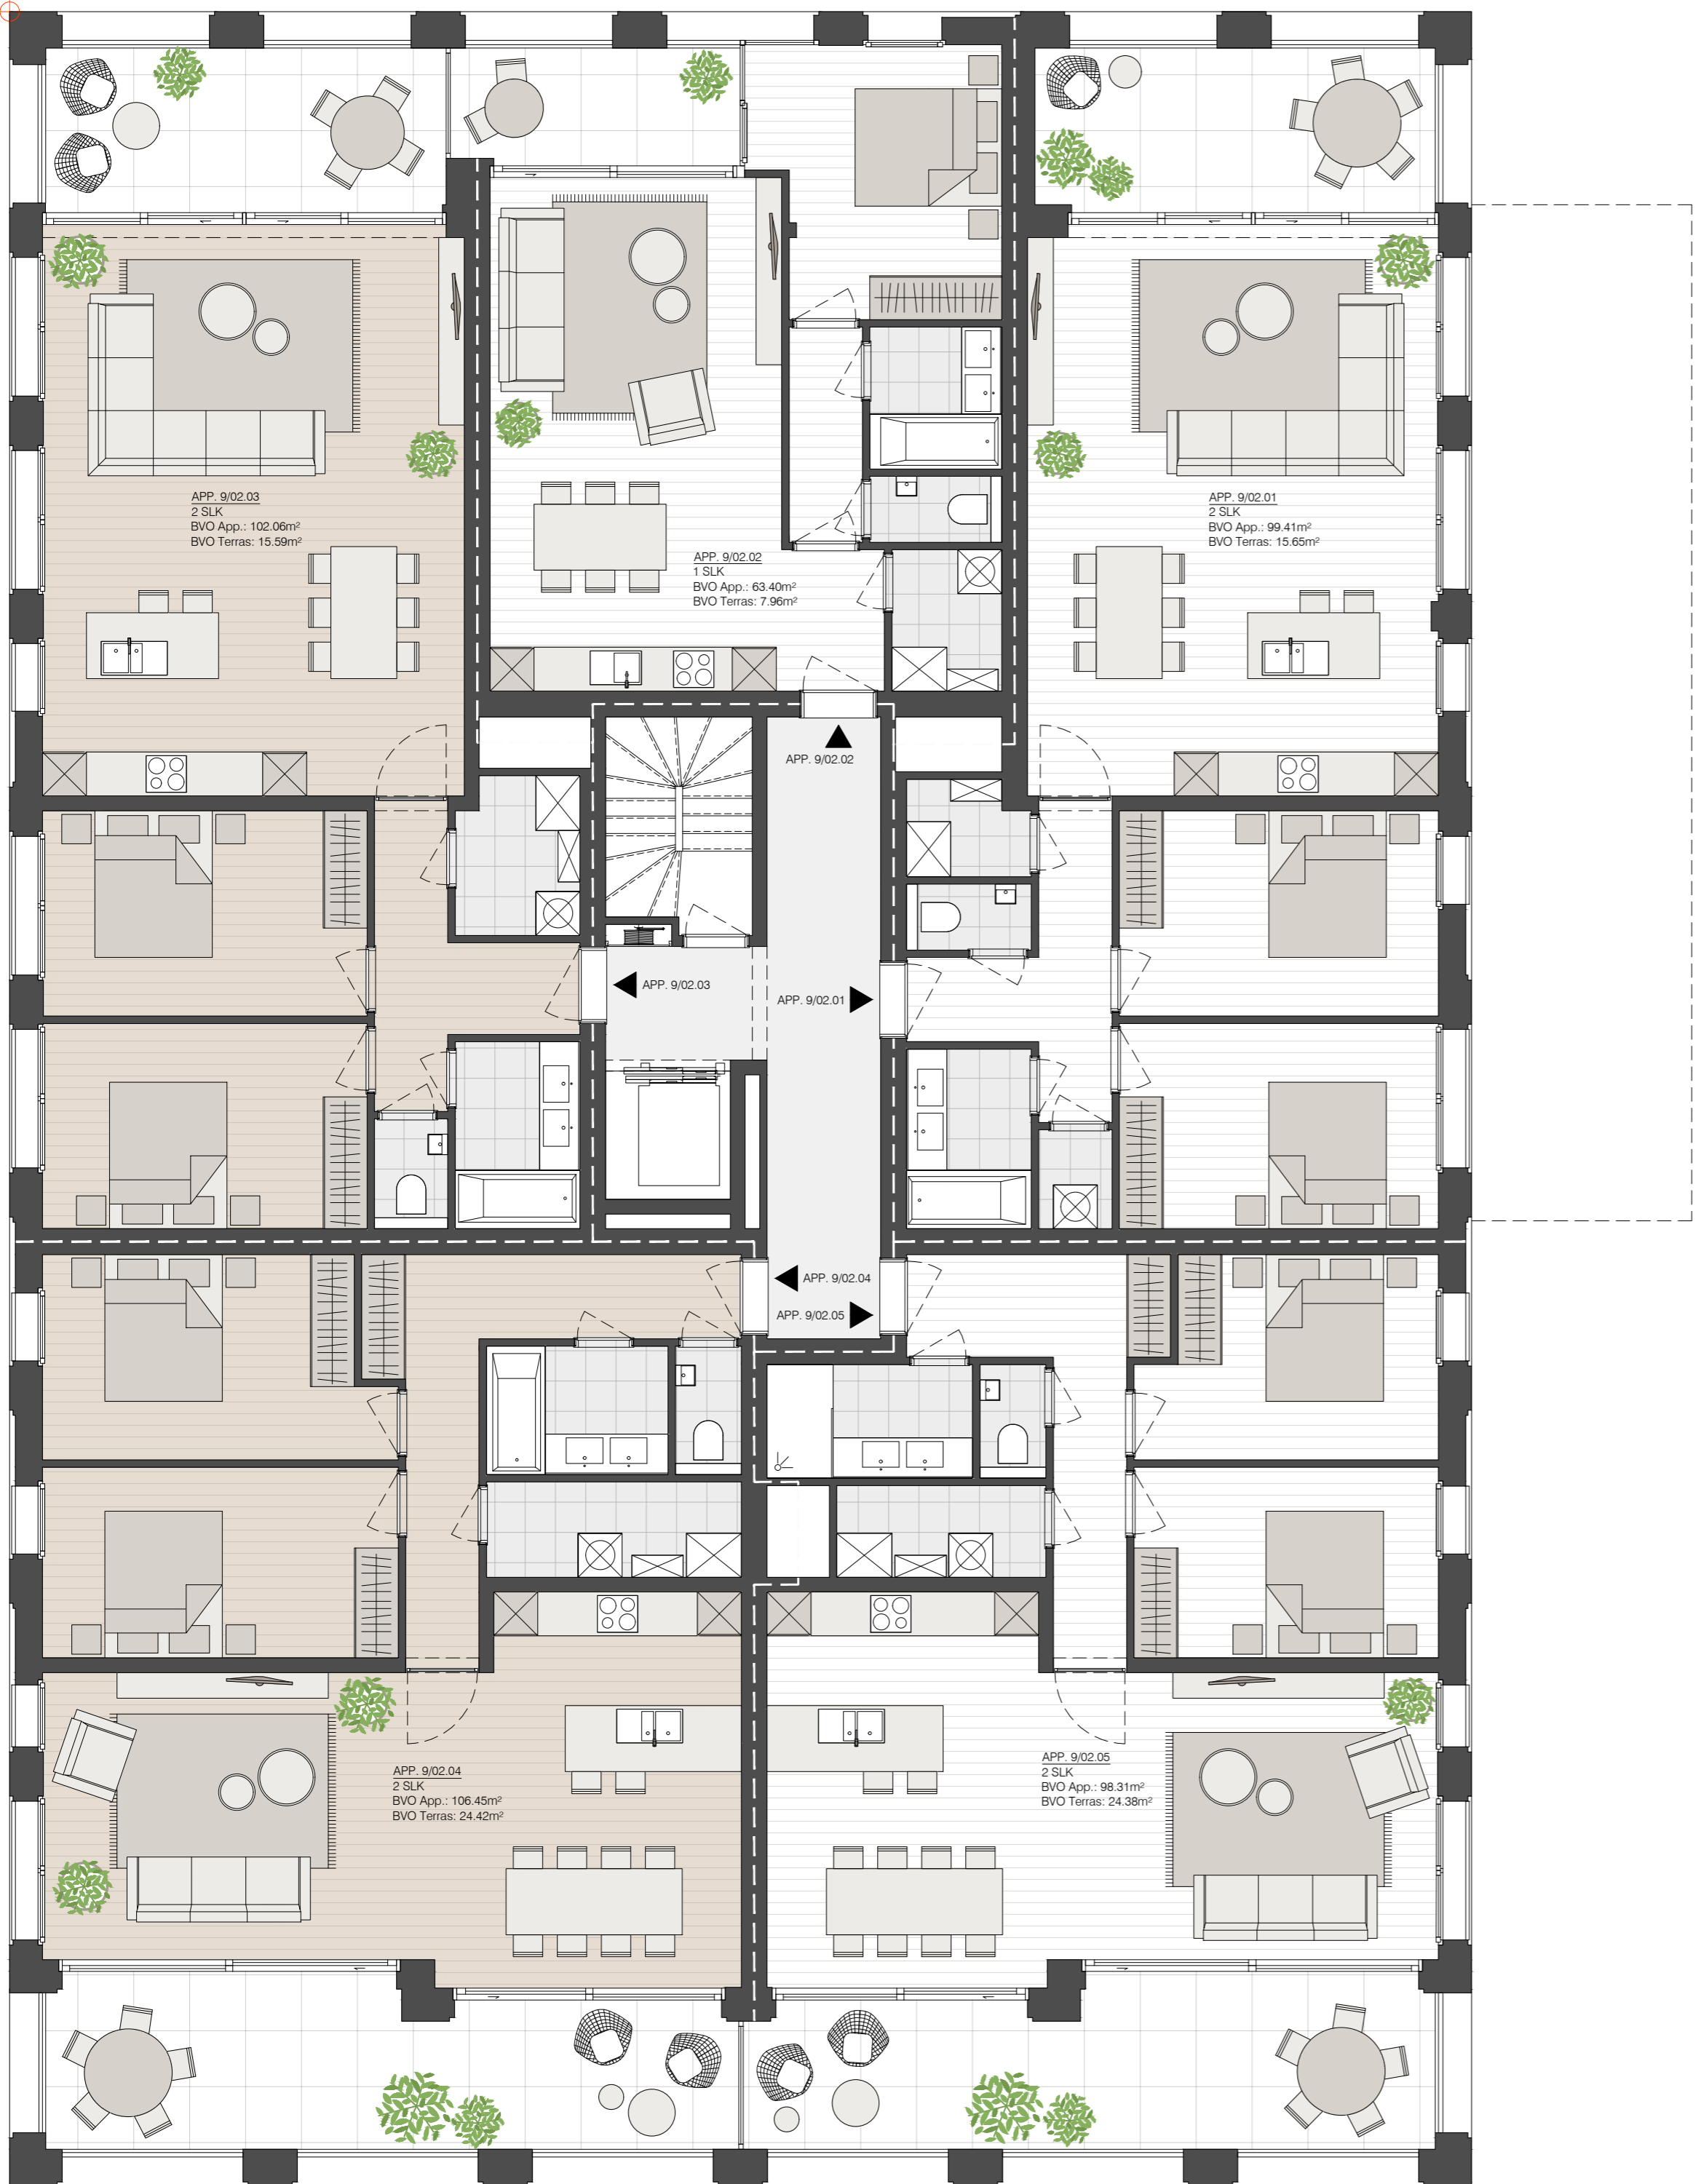 APP. 9/02.03
2 SLK
BVO App.: 102.06m²
BVO Terras: 15.59m²
APP. 9/02.01
2 SLK
BVO App.: 99.41m²
BVO Terras: 15.65m²
APP. 9/02.02
1 SLK
BVO App.: 63.40m²
BVO Terras: 7.96m²
APP. 9/02.02
APP. 9/02.03
APP. 9/02.01
APP. 9/02.04
APP. 9/02.05
APP. 9/02.04
2 SLK
BVO App.: 106.45m²
BVO Terras: 24.42m²
APP. 9/02.05
2 SLK
BVO App.: 98.31m²
BVO Terras: 24.38m²